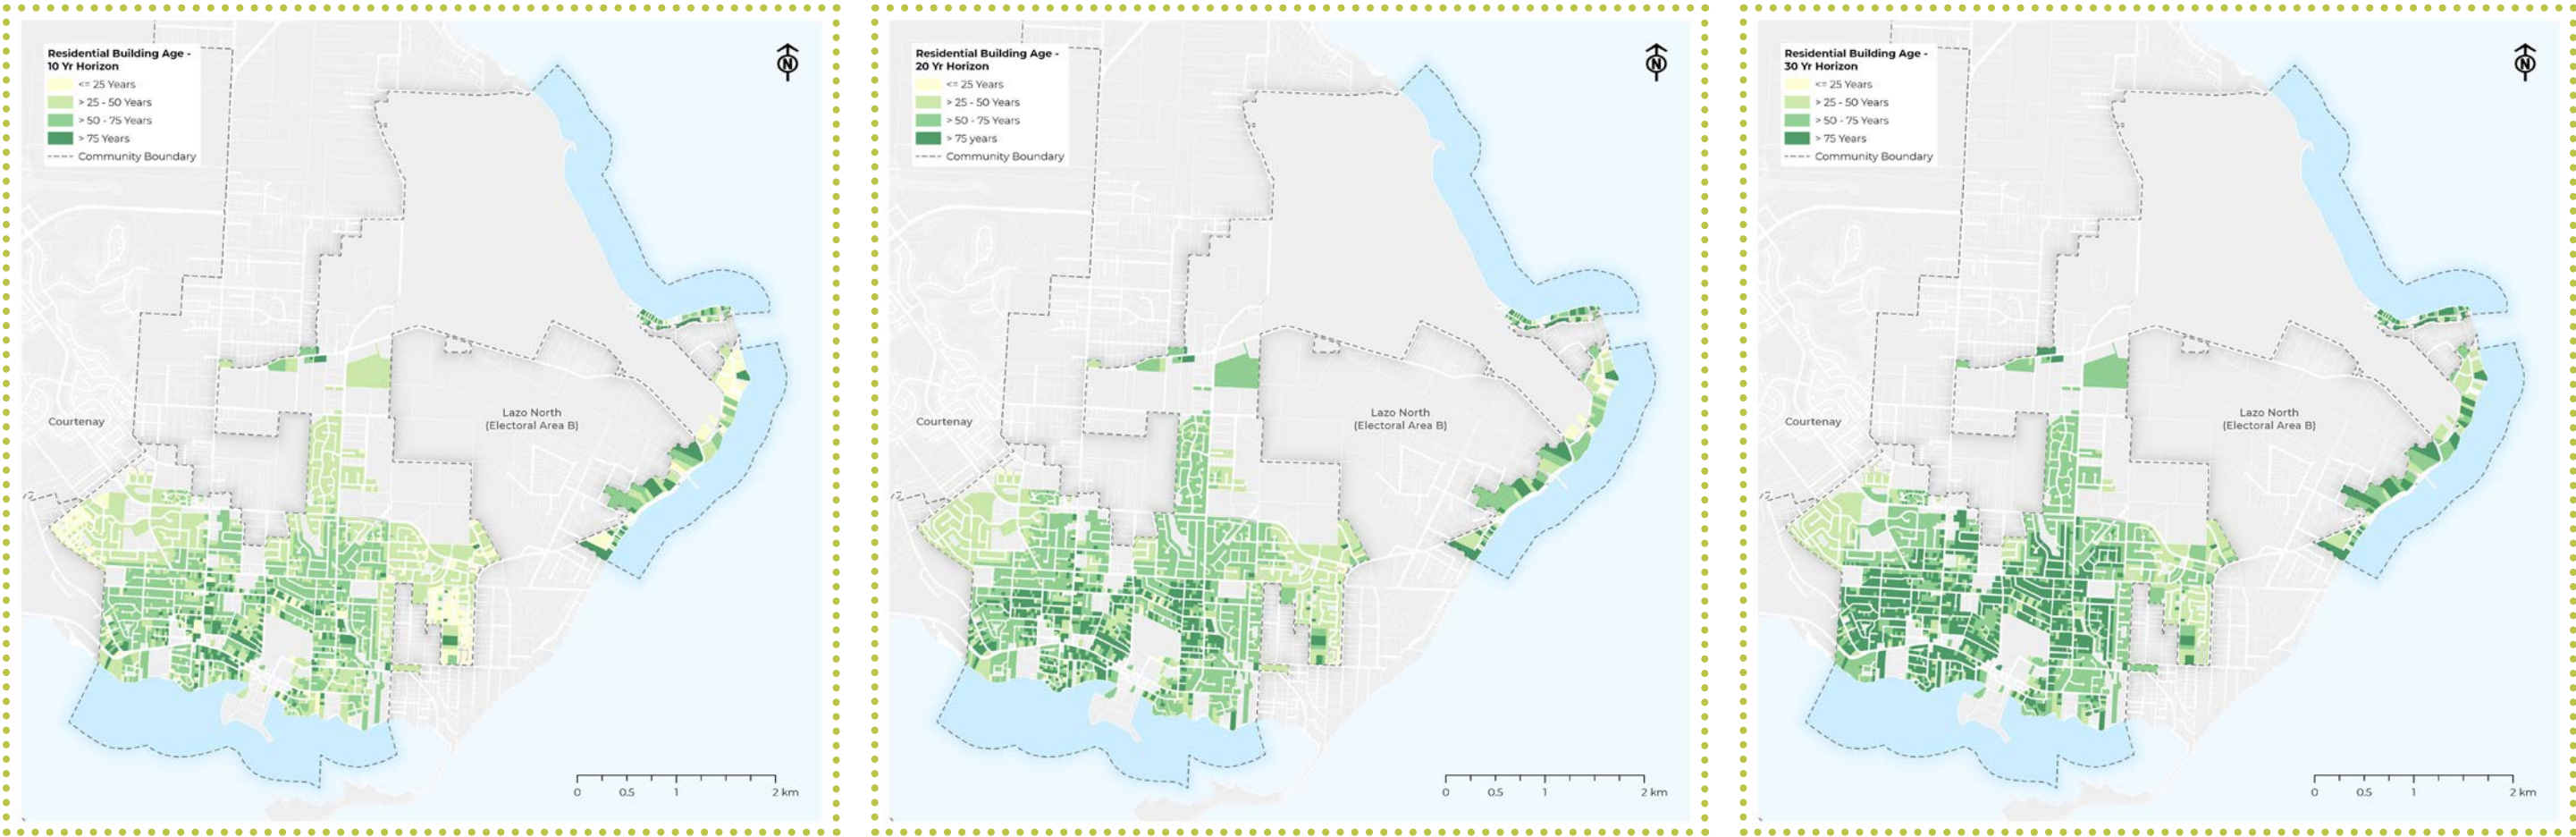 Residential Building Age -
10 Yr Horizon
<= 25 Years
> 25 - 50 Years
> 50 - 75 Years
> 75 Years
Community Boundary
N
Courtenay
Lazo North
(Electoral Area B)
0 0.5 1 2 km
Residential Building Age -
20 Yr Horizon
<= 25 Years
> 25 - 50 Years
> 50 - 75 Years
> 75 years
Community Boundary
N
Courtenay
Lazo North
(Electoral Area B)
0 0.5 1 2 km
Residential Building Age -
30 Yr Horizon
<= 25 Years
> 25 - 50 Years
> 50 - 75 Years
> 75 Years
Community Boundary
N
Courtenay
Lazo North
(Electoral Area B)
0 0.5 1 2 km